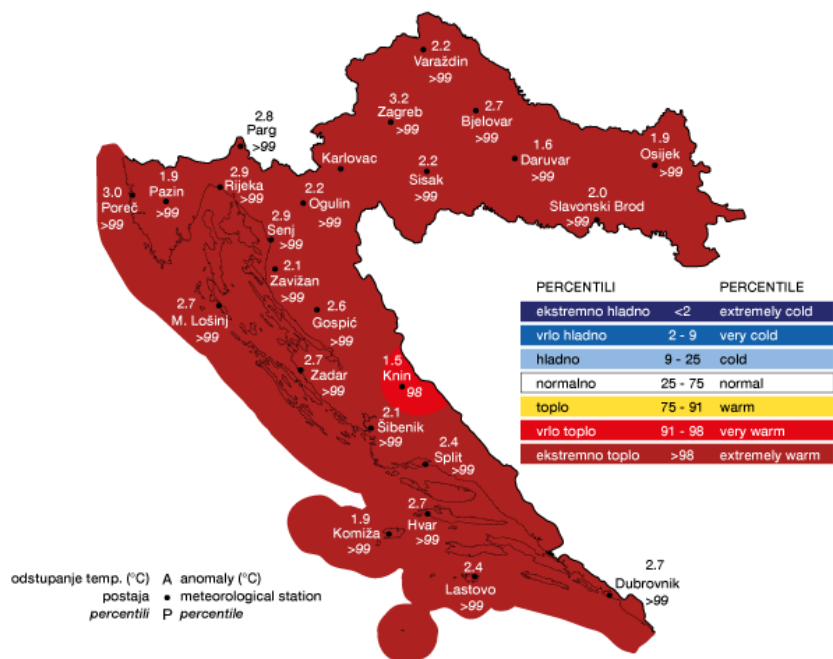 2.2
Varaždin
>99
3.2
Zagreb
>99
2.7
Bjelovar
>99
2.8
Parg
>99
1.6
Daruvar
>99
1.9
Osijek
>99
Karlovac
2.2
Sisak
>99
1.9
Pazin
>99
2.9
Rijeka
>99
3.0
Poreč
>99
2.2
Ogulin
>99
2.0
Slavonski Brod
>99
2.9
Senj
>99
2.1
Zavižan
>99
2.7
M. Lošinj
>99
2.6
Gospić
>99
2.7
Zadar
>99
1.5
Knin
98
2.1
Šibenik
>99
2.4
Split
>99
2.7
Hvar
>99
1.9
Komiža
>99
2.4
Lastovo
>99
2.7
Dubrovnik
>99
PERCENTILI PERCENTILE
ekstremno hladno <2 extremely cold
vrlo hladno 2 - 9 very cold
hladno 9 - 25 cold
normalno 25 - 75 normal
toplo 75 - 91 warm
vrlo toplo 91 - 98 very warm
ekstremno toplo >98 extremely warm
odstupanje temp. (°C) A anomaly (°C)
postaja meteorological station
percentili P percentile